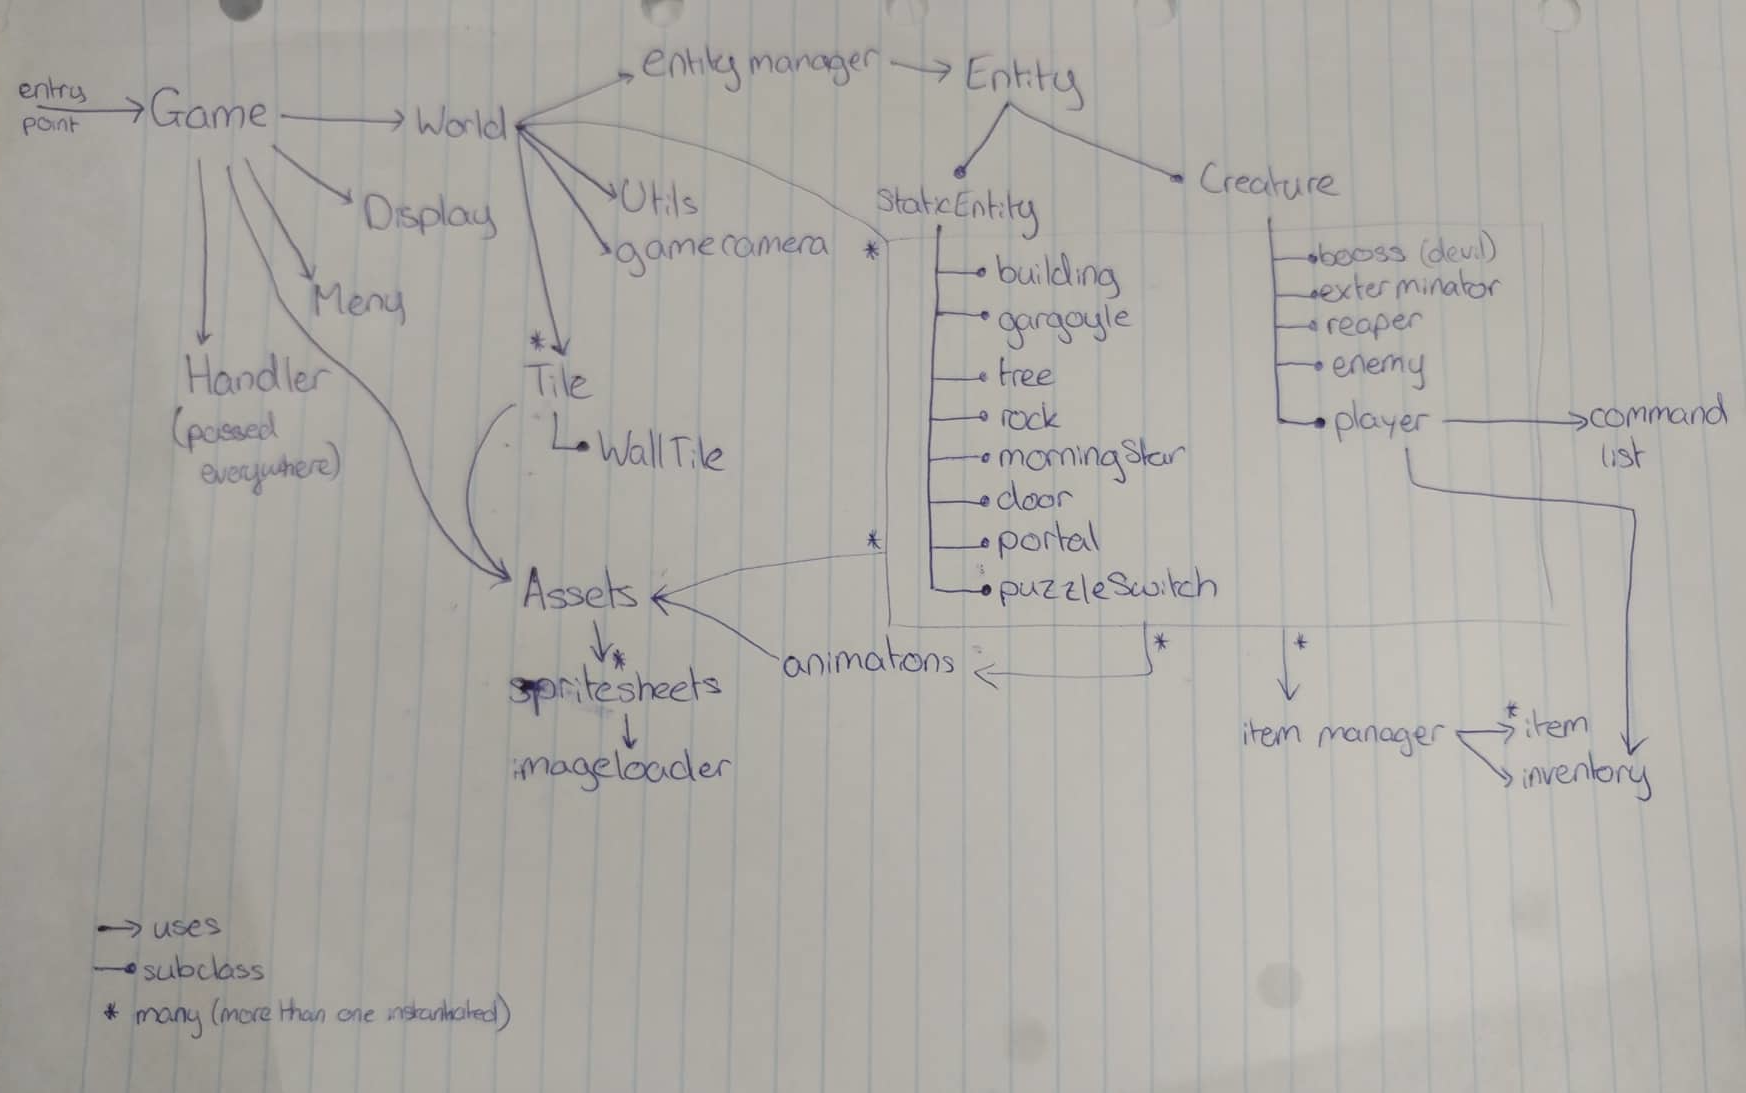 entry
point
Game
World
entity manager
Entity
Display
Utils
gamecamera
StaticEntity
Creature
*
building
gargoyle
tree
rock
morningStar
door
portal
puzzleSwitch
booss (devil)
exterminator
reaper
enemy
player
command
list
Menu
Handler
(passed
everywhere)
*
Tile
WallTile
*
Assets
animations
*
*
*
spritesheets
imageloader
item manager
* item
inventory
uses
subclass
* many (more than one instantiated)